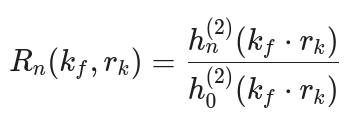 R_n(k_f, r_k) = \frac{h_n^{(2)}(k_f \cdot r_k)}{h_0^{(2)}(k_f \cdot r_k)}